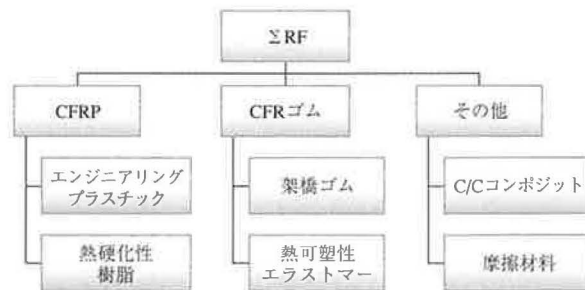 ΣRF
CFRP
CFRゴム
その他
エンジニアリング
プラスチック
架橋ゴム
C/Cコンポジット
熱硬化性
樹脂
熱可塑性
エラストマー
摩擦材料